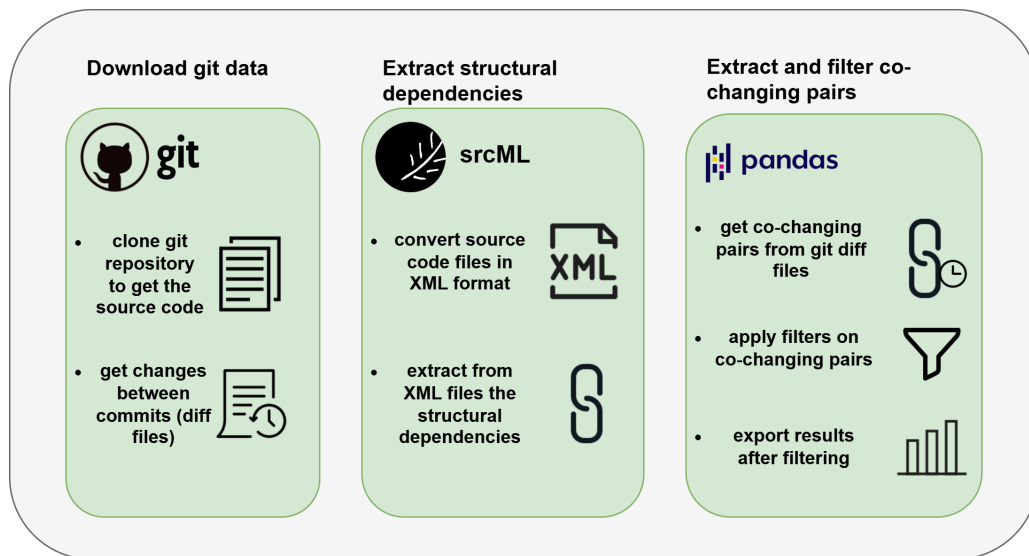 Download git data
git
clone git
repository
to get the
source code
get changes
between
commits (diff
files)
Extract structural
dependencies
srcML
convert source
code files in
XML format
XML
extract from
XML files the
structural
dependencies
Extract and filter co-
changing pairs
pandas
get co-changing
pairs from git diff
files
apply filters on
co-changing pairs
export results
after filtering